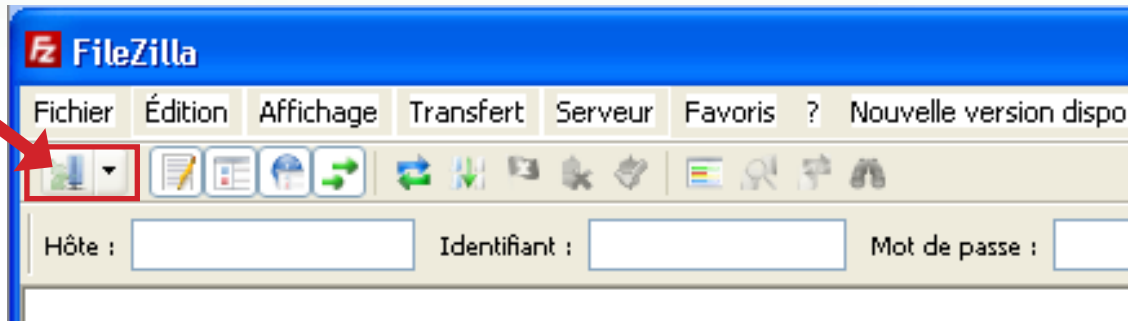 FileZilla
Fichier Édition Affichage Transfert Serveur Favoris ? Nouvelle version dispo
Hôte : Identifiant : Mot de passe :